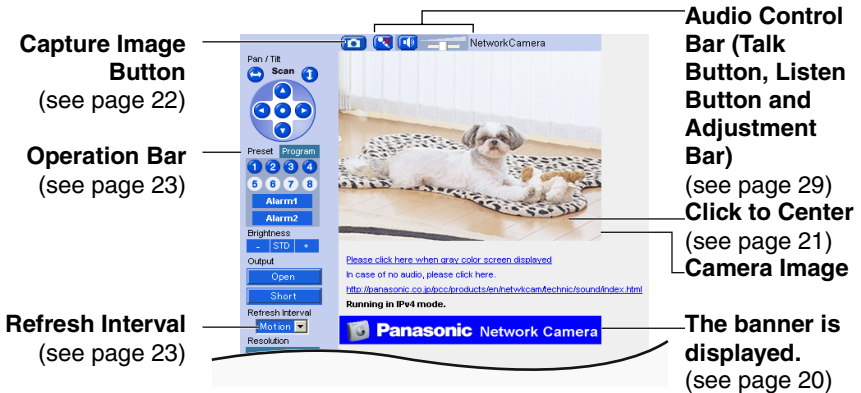 Capture Image
Button
(see page 22)
Operation Bar
(see page 23)
Refresh Interval
(see page 23)
NetworkCamera
Pan / Tilt
Scan
Preset Program
1 2 3 4
5 6 7 8
Alarm1
Alarm2
Brightness
- STD +
Output
Open
Short
Refresh Interval
Motion
Resolution
Please click here when gray color screen displayed
In case of no audio, please click here.
http://panasonic.co.jp/pcc/products/en/netwkcam/technic/sound/index.html
Running in IPv4 mode.
Panasonic Network Camera
Audio Control
Bar (Talk
Button, Listen
Button and
Adjustment
Bar)
(see page 29)
Click to Center
(see page 21)
Camera Image
The banner is
displayed.
(see page 20)